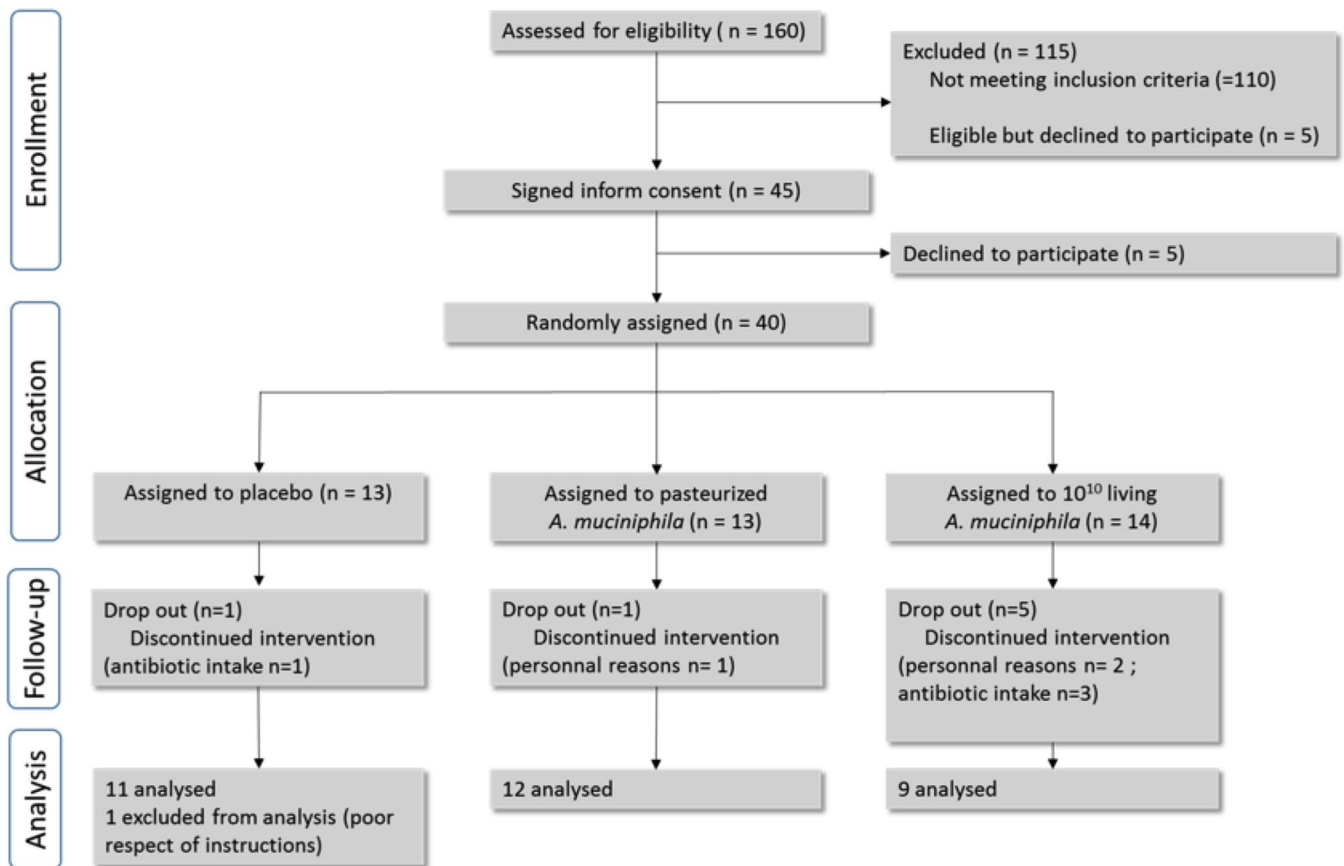 Enrollment
Assessed for eligibility ( n = 160)
Excluded (n = 115)
Not meeting inclusion criteria (=110)
Eligible but declined to participate (n = 5)
Signed inform consent (n = 45)
Declined to participate (n = 5)
Allocation
Randomly assigned (n = 40)
Assigned to placebo (n = 13)
Assigned to pasteurized
A. muciniphila (n = 13)
Assigned to 10¹⁰ living
A. muciniphila (n = 14)
Follow-up
Drop out (n=1)
Discontinued intervention
(antibiotic intake n=1)
Drop out (n=1)
Discontinued intervention
(personnal reasons n= 1)
Drop out (n=5)
Discontinued intervention
(personnal reasons n= 2 ;
antibiotic intake n=3)
Analysis
11 analysed
1 excluded from analysis (poor
respect of instructions)
12 analysed
9 analysed